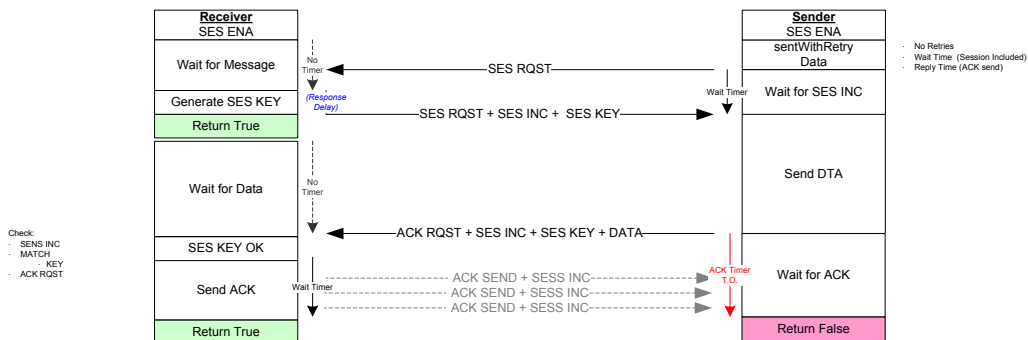 Receiver
SES ENA
Wait for Message
Generate SES KEY
Return True
Wait for Data
SES KEY OK
Send ACK
Return True
Check:
· SENS INC
· MATCH
· KEY
· ACK RQST
No
Timer
(Response
Delay)
No
Timer
Wait Timer
SES RQST
SES RQST + SES INC + SES KEY
ACK RQST + SES INC + SES KEY + DATA
ACK SEND + SESS INC
ACK SEND + SESS INC
ACK SEND + SESS INC
Wait Timer
ACK Timer
T.O.
Sender
SES ENA
sentWithRetry
Data
Wait for SES INC
Send DTA
Wait for ACK
Return False
· No Retries
· Wait Time (Session Included)
· Reply Time (ACK send)